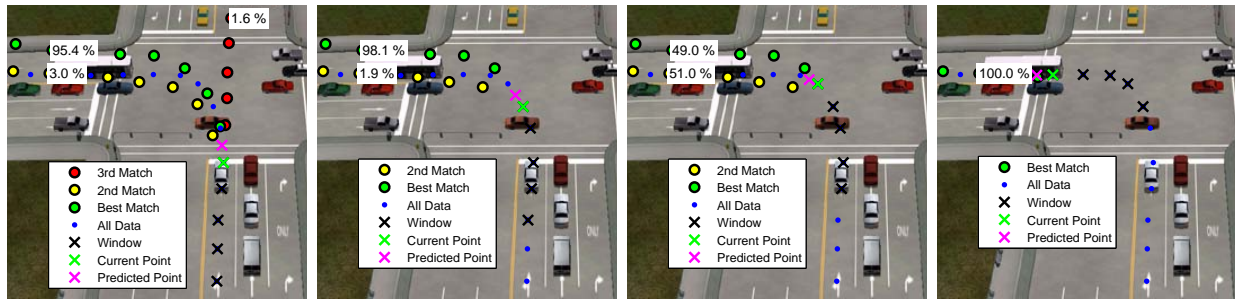 1.6 %
95.4 %
3.0 %
3rd Match
2nd Match
Best Match
All Data
Window
Current Point
Predicted Point
98.1 %
1.9 %
2nd Match
Best Match
All Data
Window
Current Point
Predicted Point
49.0 %
51.0 %
2nd Match
Best Match
All Data
Window
Current Point
Predicted Point
100.0 %
Best Match
All Data
Window
Current Point
Predicted Point